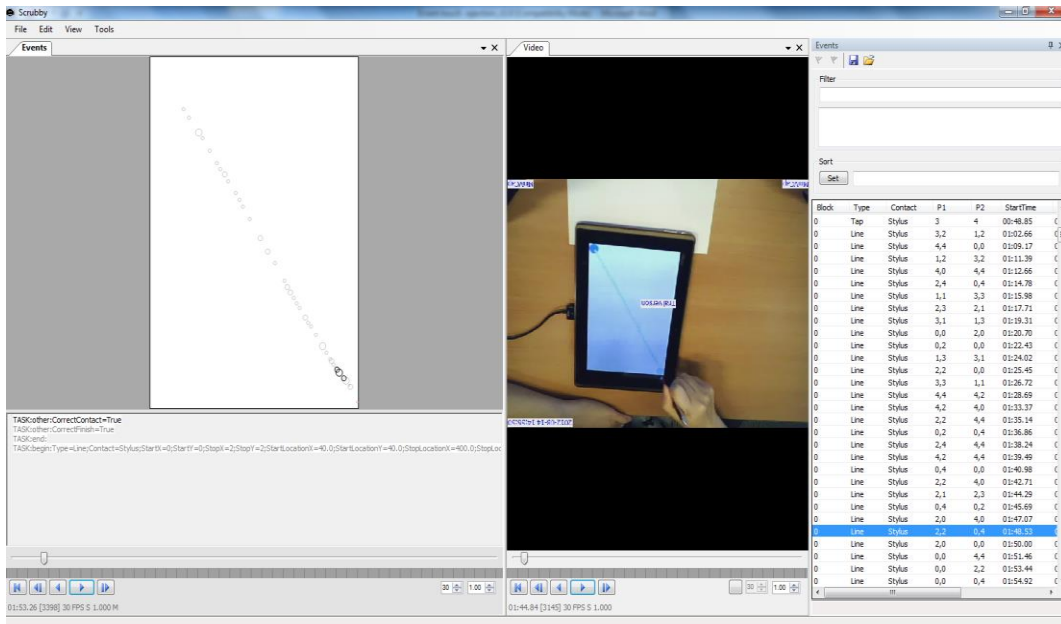 Scrubby
File Edit View Tools
Events
Video
Events
Filter
Sort
Set
Block Type Contact P1 P2 StartTime
0 Tap Stylus 3 4 00:48.85
0 Line Stylus 3,2 1,2 01:02.66
0 Line Stylus 4,4 0,0 01:09.17
0 Line Stylus 1,2 3,2 01:11.39
0 Line Stylus 4,0 4,4 01:12.66
0 Line Stylus 2,4 0,4 01:14.78
0 Line Stylus 1,1 3,3 01:15.98
0 Line Stylus 2,3 2,1 01:17.71
0 Line Stylus 3,1 1,3 01:19.31
0 Line Stylus 0,0 2,0 01:20.70
0 Line Stylus 0,2 0,0 01:22.43
0 Line Stylus 1,3 3,1 01:24.02
0 Line Stylus 2,2 0,0 01:25.45
0 Line Stylus 3,3 1,1 01:26.72
0 Line Stylus 4,4 4,2 01:28.69
0 Line Stylus 4,2 4,0 01:33.37
0 Line Stylus 2,2 4,4 01:35.14
0 Line Stylus 0,2 0,4 01:36.86
0 Line Stylus 2,4 4,4 01:38.24
0 Line Stylus 4,2 4,4 01:39.49
0 Line Stylus 0,4 0,0 01:40.98
0 Line Stylus 2,2 4,0 01:42.71
0 Line Stylus 2,1 2,3 01:44.29
0 Line Stylus 0,4 0,2 01:45.69
0 Line Stylus 2,0 4,0 01:47.07
0 Line Stylus 2,2 0,4 01:48.53
0 Line Stylus 2,0 0,0 01:50.00
0 Line Stylus 0,0 4,4 01:51.46
0 Line Stylus 0,0 2,2 01:53.44
0 Line Stylus 0,0 0,4 01:54.92
TASK:other:CorrectContact=True
TASK:other:CorrectFinish=True
TASK:end:
TASK:begin:Type=Line;Contact=Stylus;StartX=0;StartY=0;StopX=2;StopY=2;StartLocationX=40.0;StartLocationY=40.0;StopLocationX=400.0;StopLoc
30 1.00
30 1.00
01:53.26 [3398] 30 FPS S 1.000 M
01:44.84 [3145] 30 FPS S 1.000